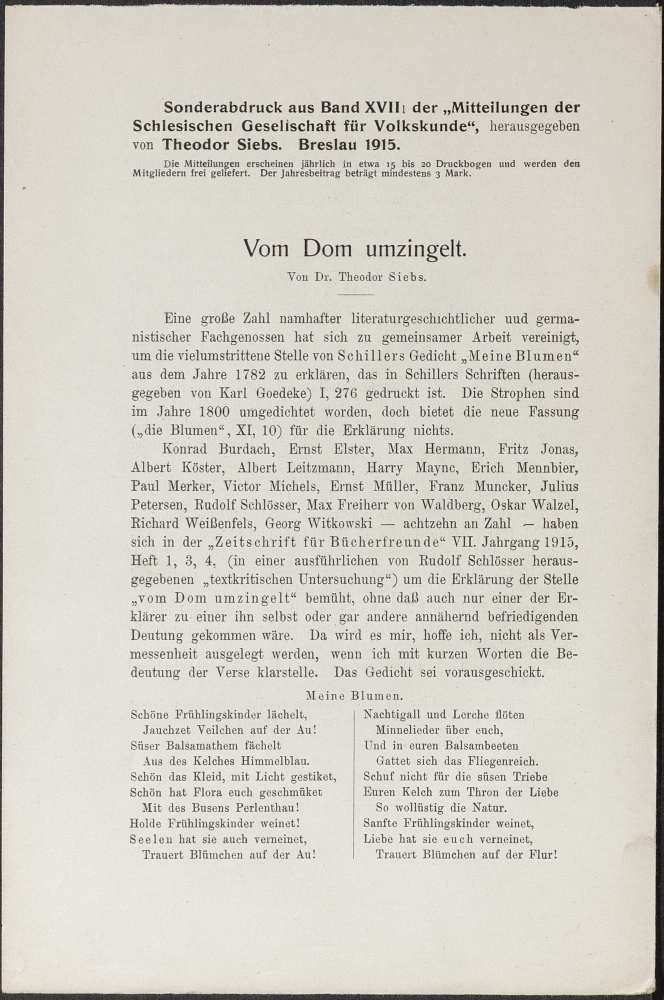 Sonderabdruck aus Band XVII₁ der „Mitteilungen der
Schlesischen Gesellschaft für Volkskunde“, herausgegeben
von Theodor Siebs. Breslau 1915.
Die Mitteilungen erscheinen jährlich in etwa 15 bis 20 Druckbogen und werden den
Mitgliedern frei geliefert. Der Jahresbeitrag beträgt mindestens 3 Mark.
Vom Dom umzingelt.
Von Dr. Theodor Siebs.
Eine große Zahl namhafter literaturgeschichtlicher uud germa-
nistischer Fachgenossen hat sich zu gemeinsamer Arbeit vereinigt,
um die vielumstrittene Stelle von Schillers Gedicht „Meine Blumen“
aus dem Jahre 1782 zu erklären, das in Schillers Schriften (heraus-
gegeben von Karl Goedeke) I, 276 gedruckt ist. Die Strophen sind
im Jahre 1800 umgedichtet worden, doch bietet die neue Fassung
(„die Blumen“, XI, 10) für die Erklärung nichts.
Konrad Burdach, Ernst Elster, Max Hermann, Fritz Jonas,
Albert Köster, Albert Leitzmann, Harry Maync, Erich Mennbier,
Paul Merker, Victor Michels, Ernst Müller, Franz Muncker, Julius
Petersen, Rudolf Schlösser, Max Freiherr von Waldberg, Oskar Walzel,
Richard Weißenfels, Georg Witkowski — achtzehn an Zahl — haben
sich in der „Zeitschrift für Bücherfreunde“ VII. Jahrgang 1915,
Heft 1, 3, 4, (in einer ausführlichen von Rudolf Schlösser heraus-
gegebenen „textkritischen Untersuchung“) um die Erklärung der Stelle
„vom Dom umzingelt“ bemüht, ohne daß auch nur einer der Er-
klärer zu einer ihn selbst oder gar andere annähernd befriedigenden
Deutung gekommen wäre. Da wird es mir, hoffe ich, nicht als Ver-
messenheit ausgelegt werden, wenn ich mit kurzen Worten die Be-
deutung der Verse klarstelle. Das Gedicht sei vorausgeschickt.
Meine Blumen.
Schöne Frühlingskinder lächelt,
Jauchzet Veilchen auf der Au!
Süser Balsamathem fächelt
Aus des Kelches Himmelblau.
Schön das Kleid, mit Licht gestiket,
Schön hat Flora euch geschmüket
Mit des Busens Perlenthau!
Holde Frühlingskinder weinet!
Seelen hat sie auch verneinet,
Trauert Blümchen auf der Au!
Nachtigall und Lerche flöten
Minnelieder über euch,
Und in euren Balsambeeten
Gattet sich das Fliegenreich.
Schuf nicht für die süsen Triebe
Euren Kelch zum Thron der Liebe
So wollüstig die Natur.
Sanfte Frühlingskinder weinet,
Liebe hat sie euch verneinet,
Trauert Blümchen auf der Flur!